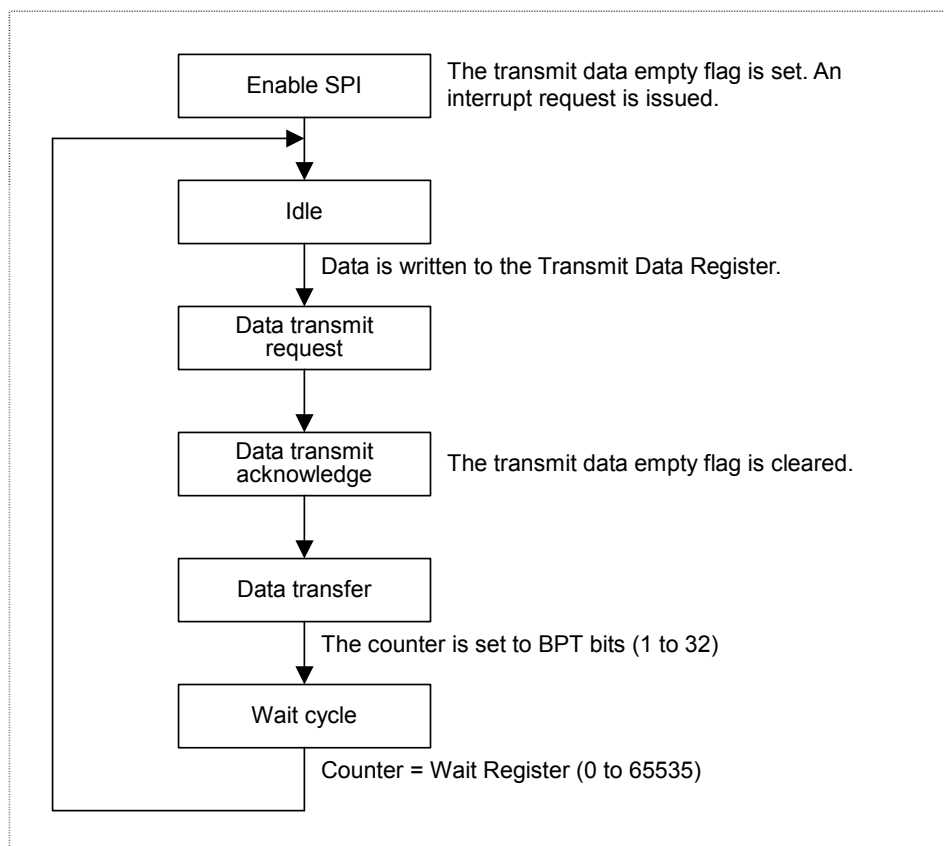 Enable SPI
The transmit data empty flag is set. An
interrupt request is issued.
Idle
Data is written to the Transmit Data Register.
Data transmit
request
Data transmit
acknowledge
The transmit data empty flag is cleared.
Data transfer
The counter is set to BPT bits (1 to 32)
Wait cycle
Counter = Wait Register (0 to 65535)